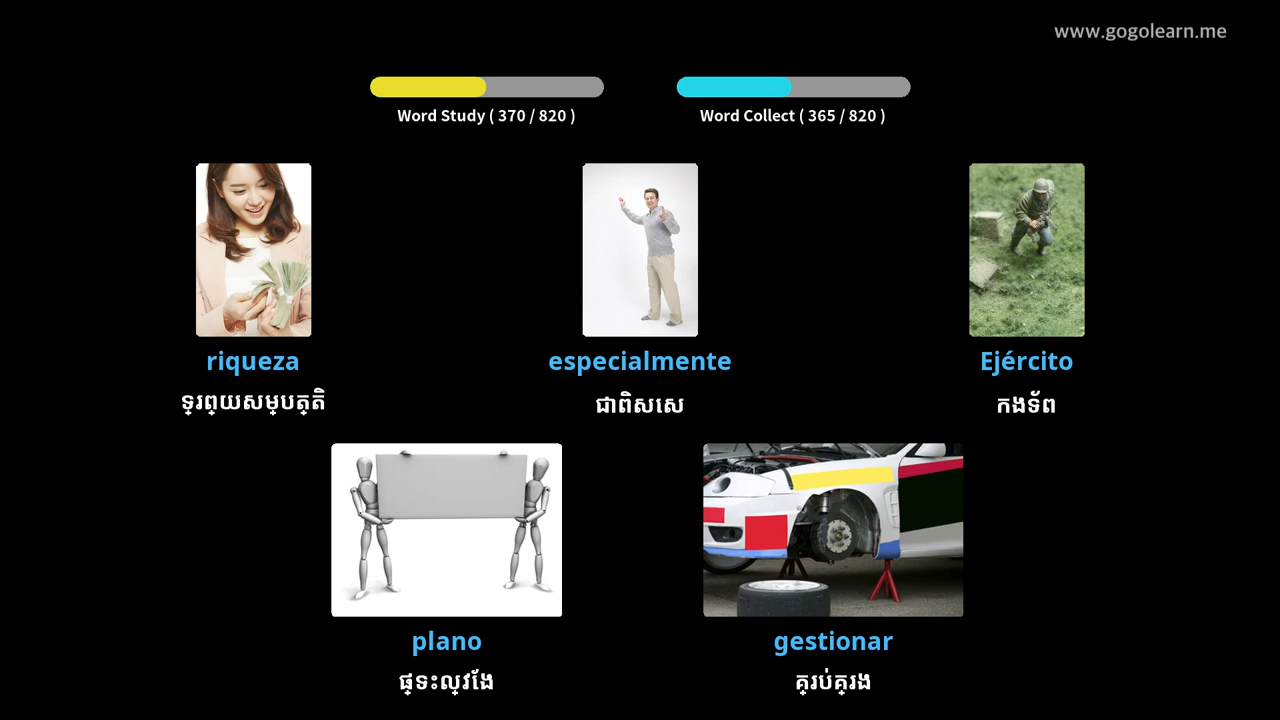 www.gogolearn.me
Word Study ( 370 / 820 )
Word Collect ( 365 / 820 )
riqueza
especialmente
Ejército
ទ្រព្យសម្បត្តិ
ជាពិសេស
កងទ័ព
plano
gestionar
ផ្ទះល្វែង
គ្រប់គ្រង